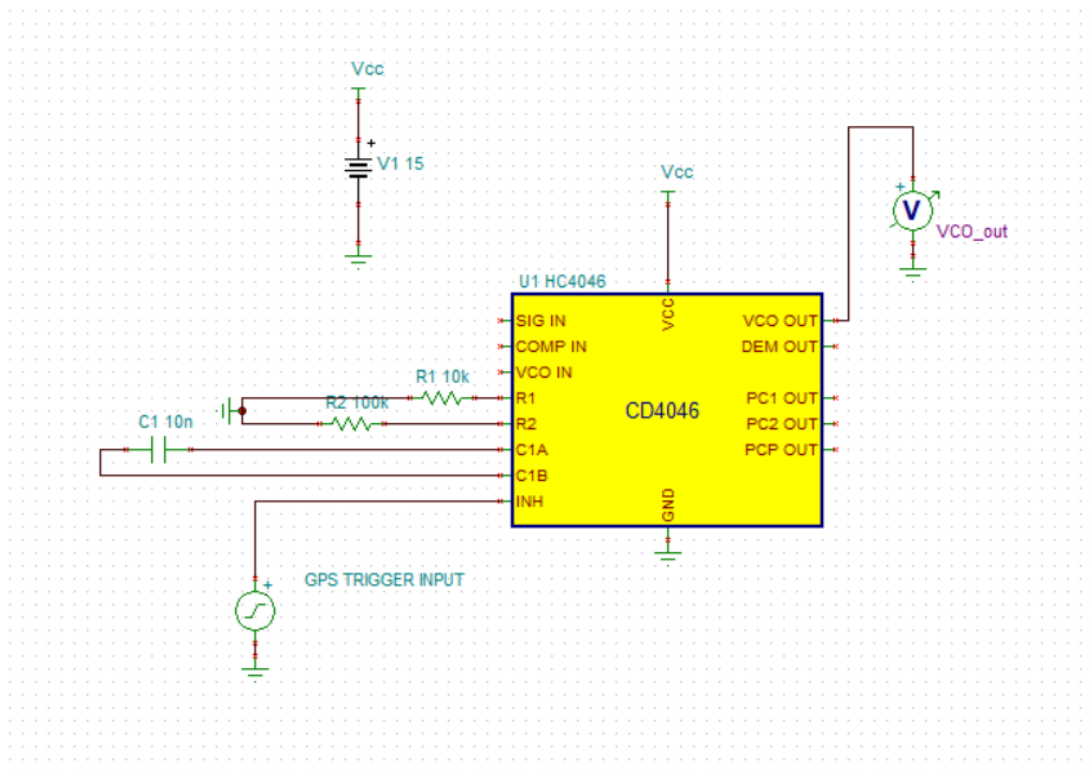 Vcc
+
V1 15
Vcc
+
V
VCO_out
U1 HC4046
VCC
SIG IN
COMP IN
VCO IN
R1
R2
C1A
C1B
INH
CD4046
VCO OUT
DEM OUT
PC1 OUT
PC2 OUT
PCP OUT
GND
R1 10k
R2 100k
C1 10n
+
GPS TRIGGER INPUT